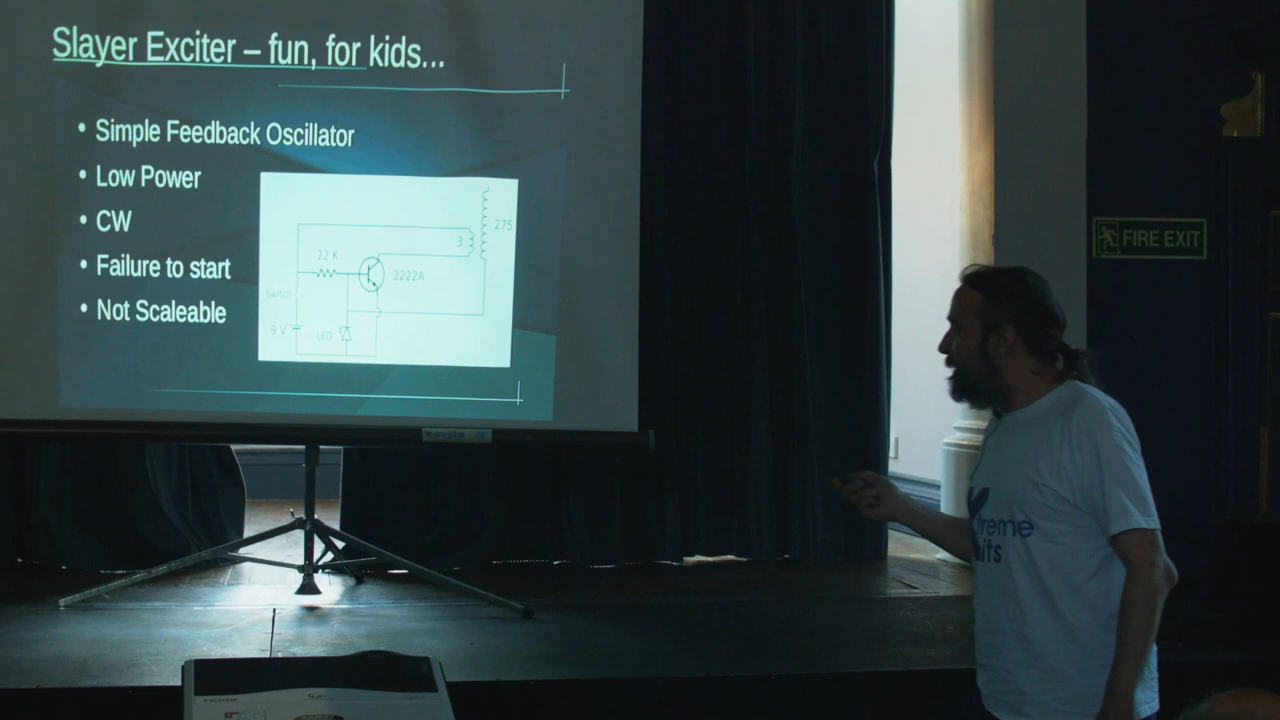 Slayer Exciter – fun, for kids...
• Simple Feedback Oscillator
• Low Power
• CW
• Failure to start
• Not Scaleable
275
3
22 K
2222A
Switch
9 V
LED
FIRE EXIT
treme
its